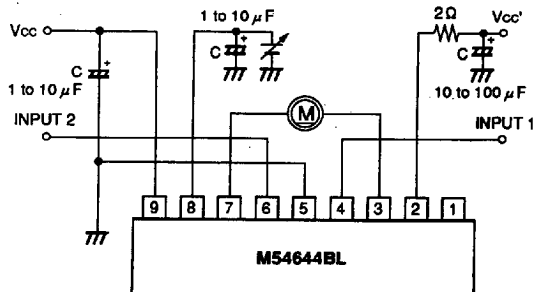 1 to 10 μF
2Ω
Vcc
Vcc'
C
C
C
1 to 10 μF
10 to 100 μF
INPUT 2
M
INPUT 1
9 8 7 6 5 4 3 2 1
M54644BL